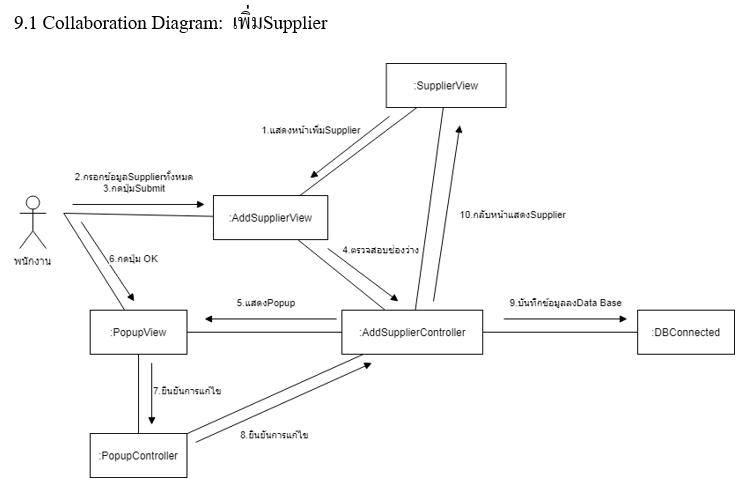 9.1 Collaboration Diagram: เพิ่มSupplier
:SupplierView
1.แสดงหน้าเพิ่มSupplier
2.กรอกข้อมูลSupplierทั้งหมด
3.กดปุ่มSubmit
:AddSupplierView
10.กลับหน้าแสดงSupplier
4.ตรวจสอบช่องว่าง
พนักงาน
6.กดปุ่ม OK
5.แสดงPopup
9.บันทึกข้อมูลลงData Base
:PopupView
:AddSupplierController
:DBConnected
7.ยืนยันการแก้ไข
8.ยืนยันการแก้ไข
:PopupController